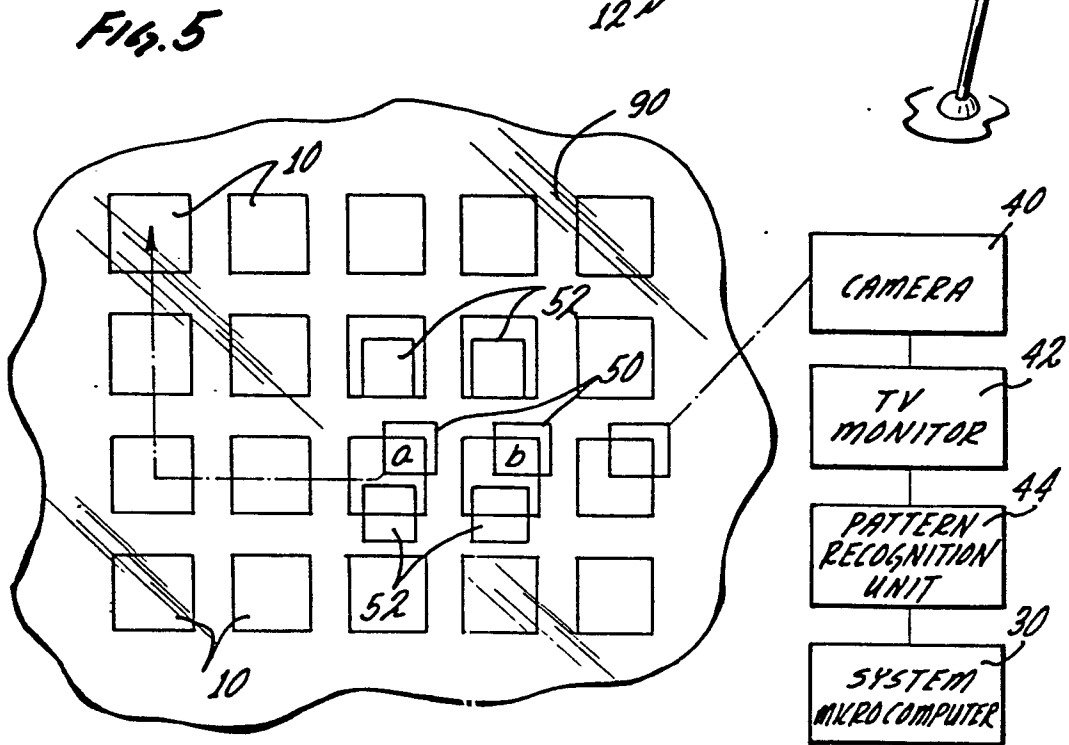 Fig. 5
12
90
10
40
CAMERA
52
50
42
TV
MONITOR
a
b
44
PATTERN
RECOGNITION
UNIT
52
30
10
SYSTEM
MICROCOMPUTER